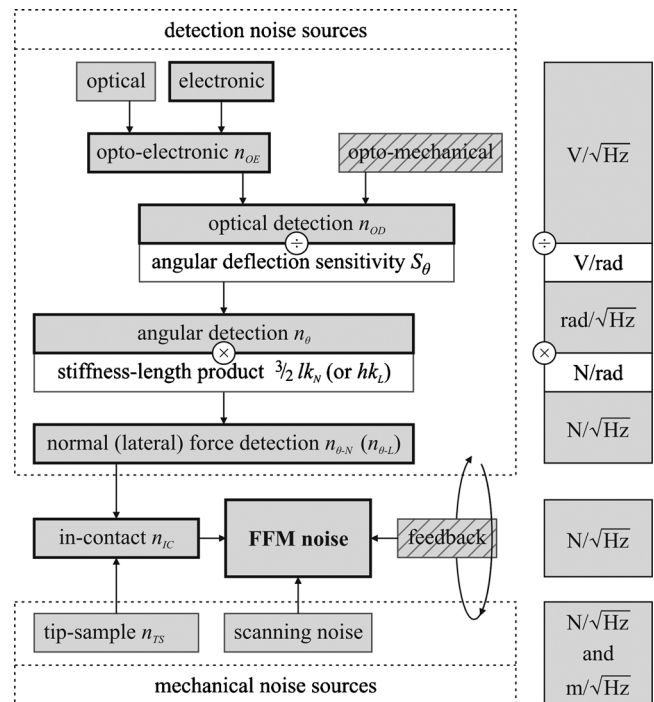 detection noise sources
optical
electronic
opto-electronic n_OE
opto-mechanical
optical detection n_OD
÷
angular deflection sensitivity S_θ
angular detection n_θ
×
stiffness-length product 3/2 lk_N (or hk_L)
normal (lateral) force detection n_θ-N (n_θ-L)
in-contact n_IC
FFM noise
feedback
tip-sample n_TS
scanning noise
mechanical noise sources
V/√Hz
÷
V/rad
rad/√Hz
×
N/rad
N/√Hz
N/√Hz
N/√Hz
and
m/√Hz